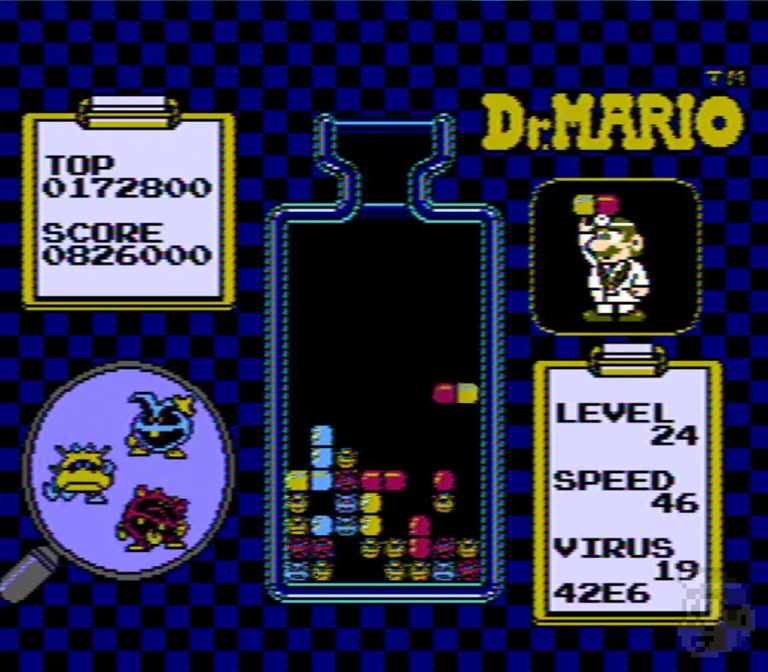 TM
Dr.MARIO
TOP
0172800
SCORE
0826000
LEVEL
24
SPEED
46
VIRUS
19
42E6